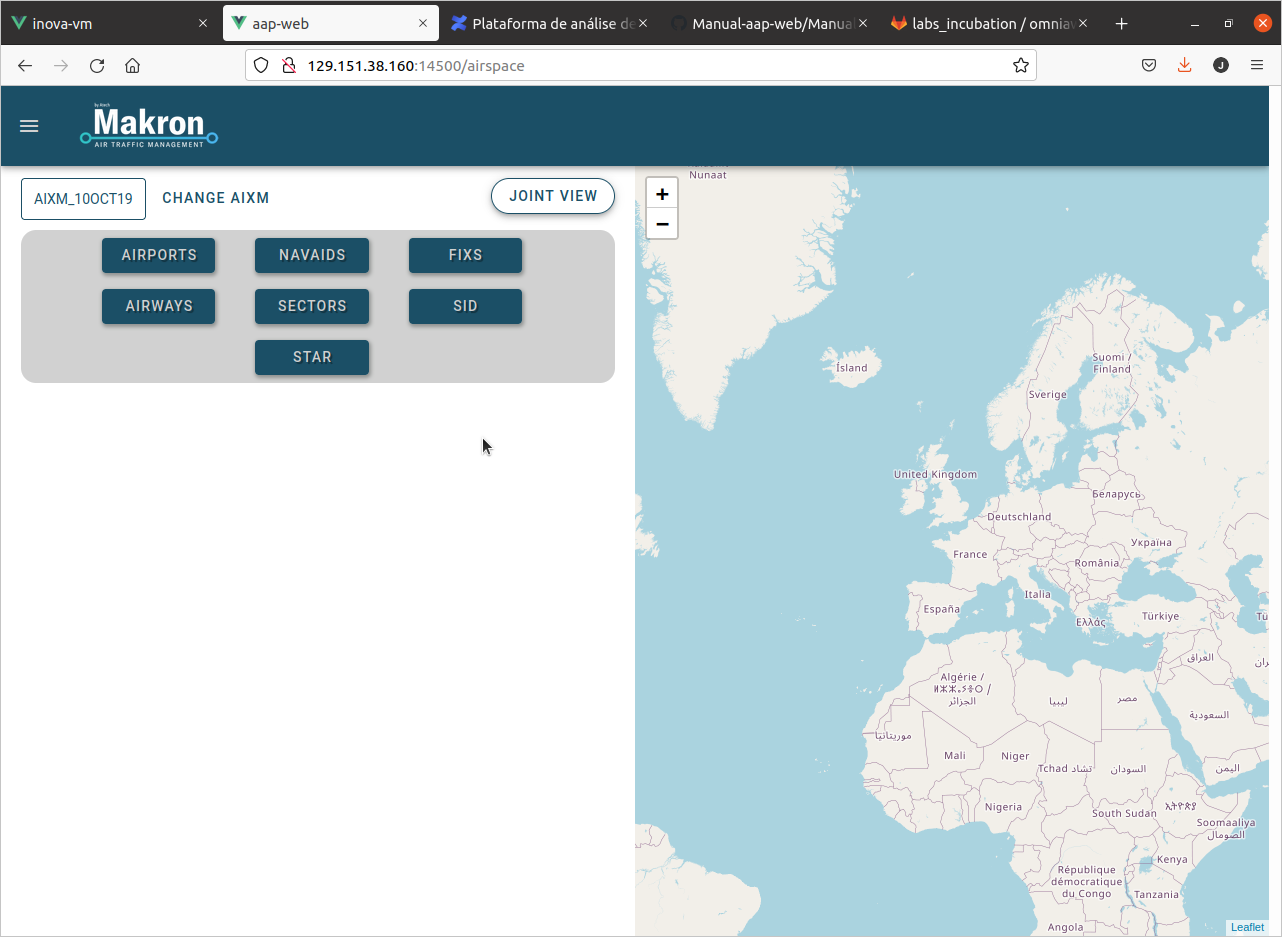 inova-vm
aap-web
Plataforma de análise de
Manual-aap-web/Manual
labs_incubation / omniav
129.151.38.160:14500/airspace
J
by Atech
Makron
AIR TRAFFIC MANAGEMENT
AIXM_10OCT19
CHANGE AIXM
JOINT VIEW
AIRPORTS
NAVAIDS
FIXS
AIRWAYS
SECTORS
SID
STAR
+
−
Nunaat
Ísland
Suomi /
Finland
Sverige
United Kingdom
Беларусь
Deutschland
Україна
France
România
Italia
España
Ελλάς
Türkiye
العراق
Algérie /
ⵍⵣⵣⴰⵢⴻⵔ /
الجزائر
ليبيا
مصر
السعودية
موريتانيا
Mali
Niger
Tchad تشاد
السودان
اليمن
Nigeria
South Sudan
ኢትዮጵያ
Soomaaliya
الصومال
Kenya
République
démocratique
du Congo
Tanzania
Angola
Leaflet